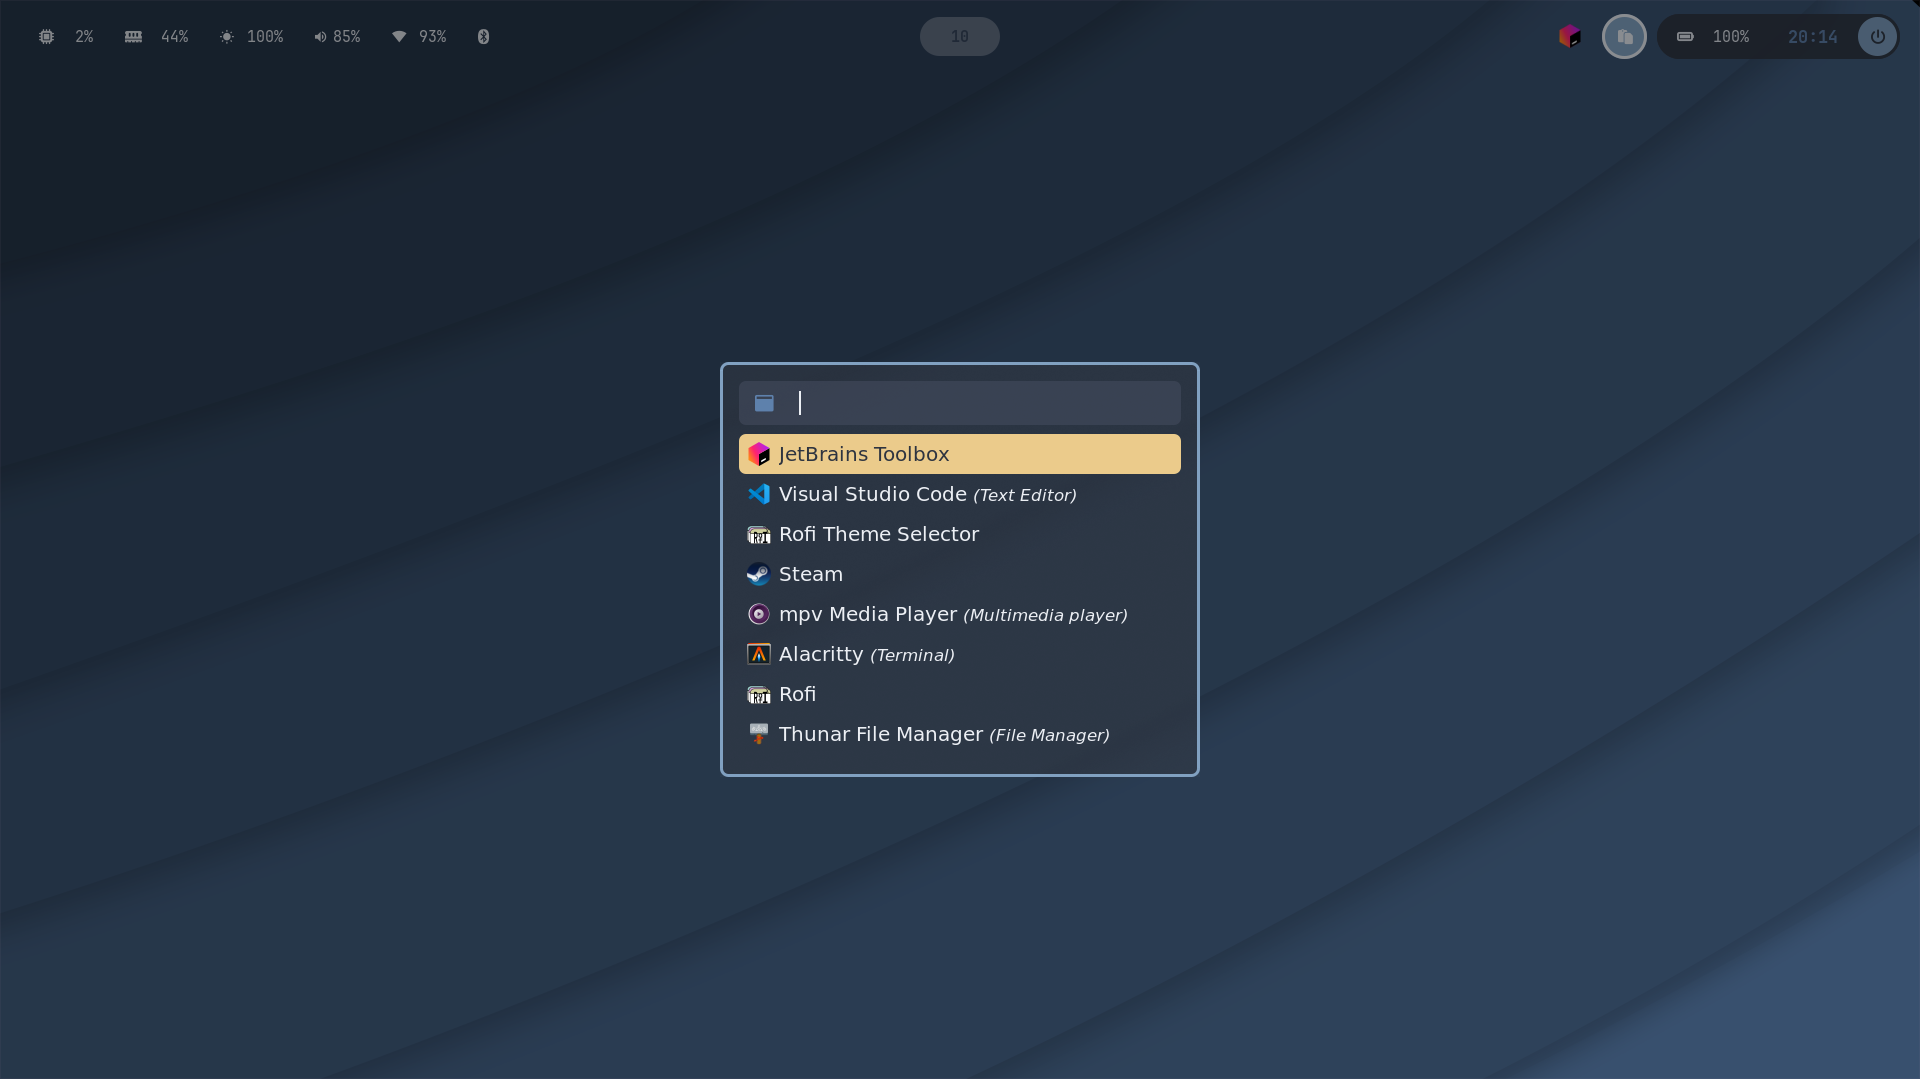 2% 44% 100% 85% 93% 10 100% 20:14
JetBrains Toolbox
Visual Studio Code (Text Editor)
Rofi Theme Selector
Steam
mpv Media Player (Multimedia player)
Alacritty (Terminal)
Rofi
Thunar File Manager (File Manager)